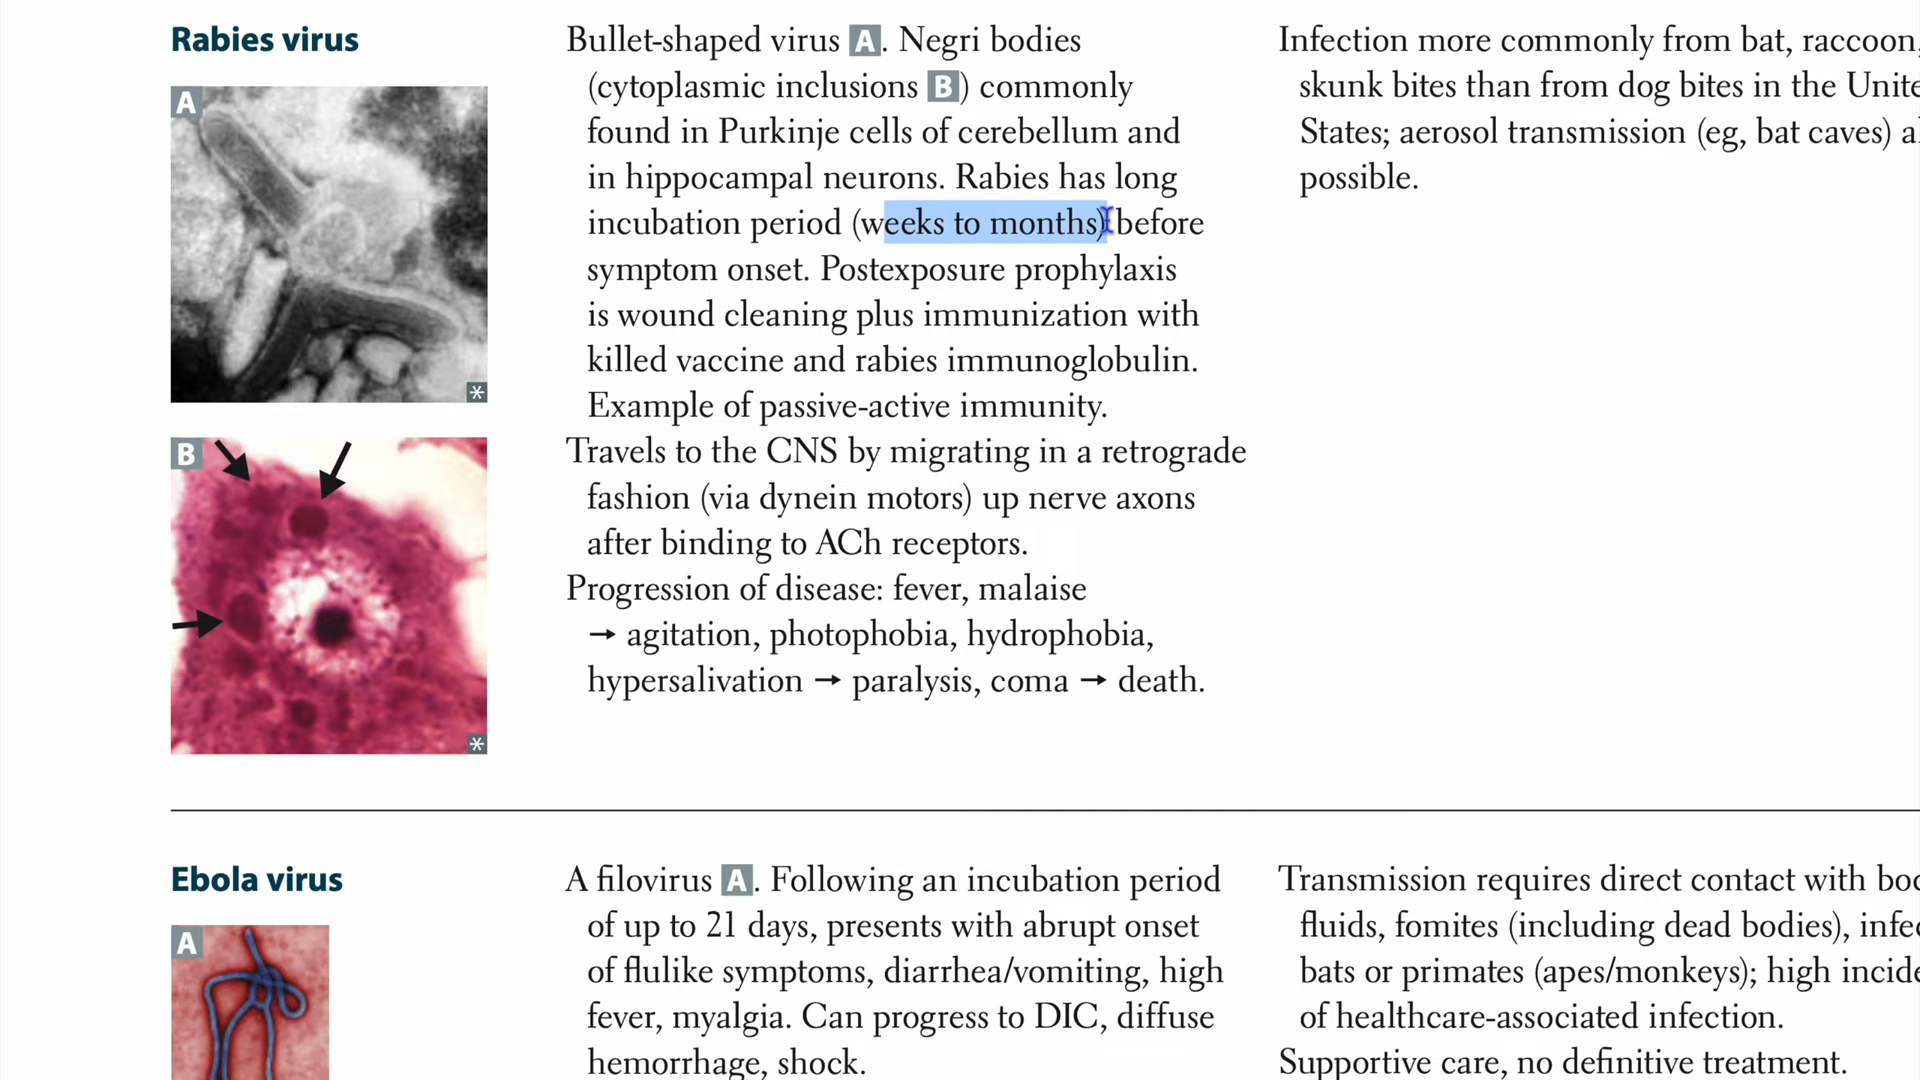 Rabies virus
A
*
B
*
Bullet-shaped virus A. Negri bodies
(cytoplasmic inclusions B) commonly
found in Purkinje cells of cerebellum and
in hippocampal neurons. Rabies has long
incubation period (weeks to months) before
symptom onset. Postexposure prophylaxis
is wound cleaning plus immunization with
killed vaccine and rabies immunoglobulin.
Example of passive-active immunity.
Travels to the CNS by migrating in a retrograde
fashion (via dynein motors) up nerve axons
after binding to ACh receptors.
Progression of disease: fever, malaise
→ agitation, photophobia, hydrophobia,
hypersalivation → paralysis, coma → death.
Infection more commonly from bat, raccoon,
skunk bites than from dog bites in the
States; aerosol transmission (eg, bat caves)
possible.
Ebola virus
A
A filovirus A. Following an incubation period
of up to 21 days, presents with abrupt onset
of flulike symptoms, diarrhea/vomiting, high
fever, myalgia. Can progress to DIC, diffuse
hemorrhage, shock.
Transmission requires direct contact with
fluids, fomites (including dead bodies),
bats or primates (apes/monkeys); high
of healthcare-associated infection.
Supportive care, no definitive treatment.